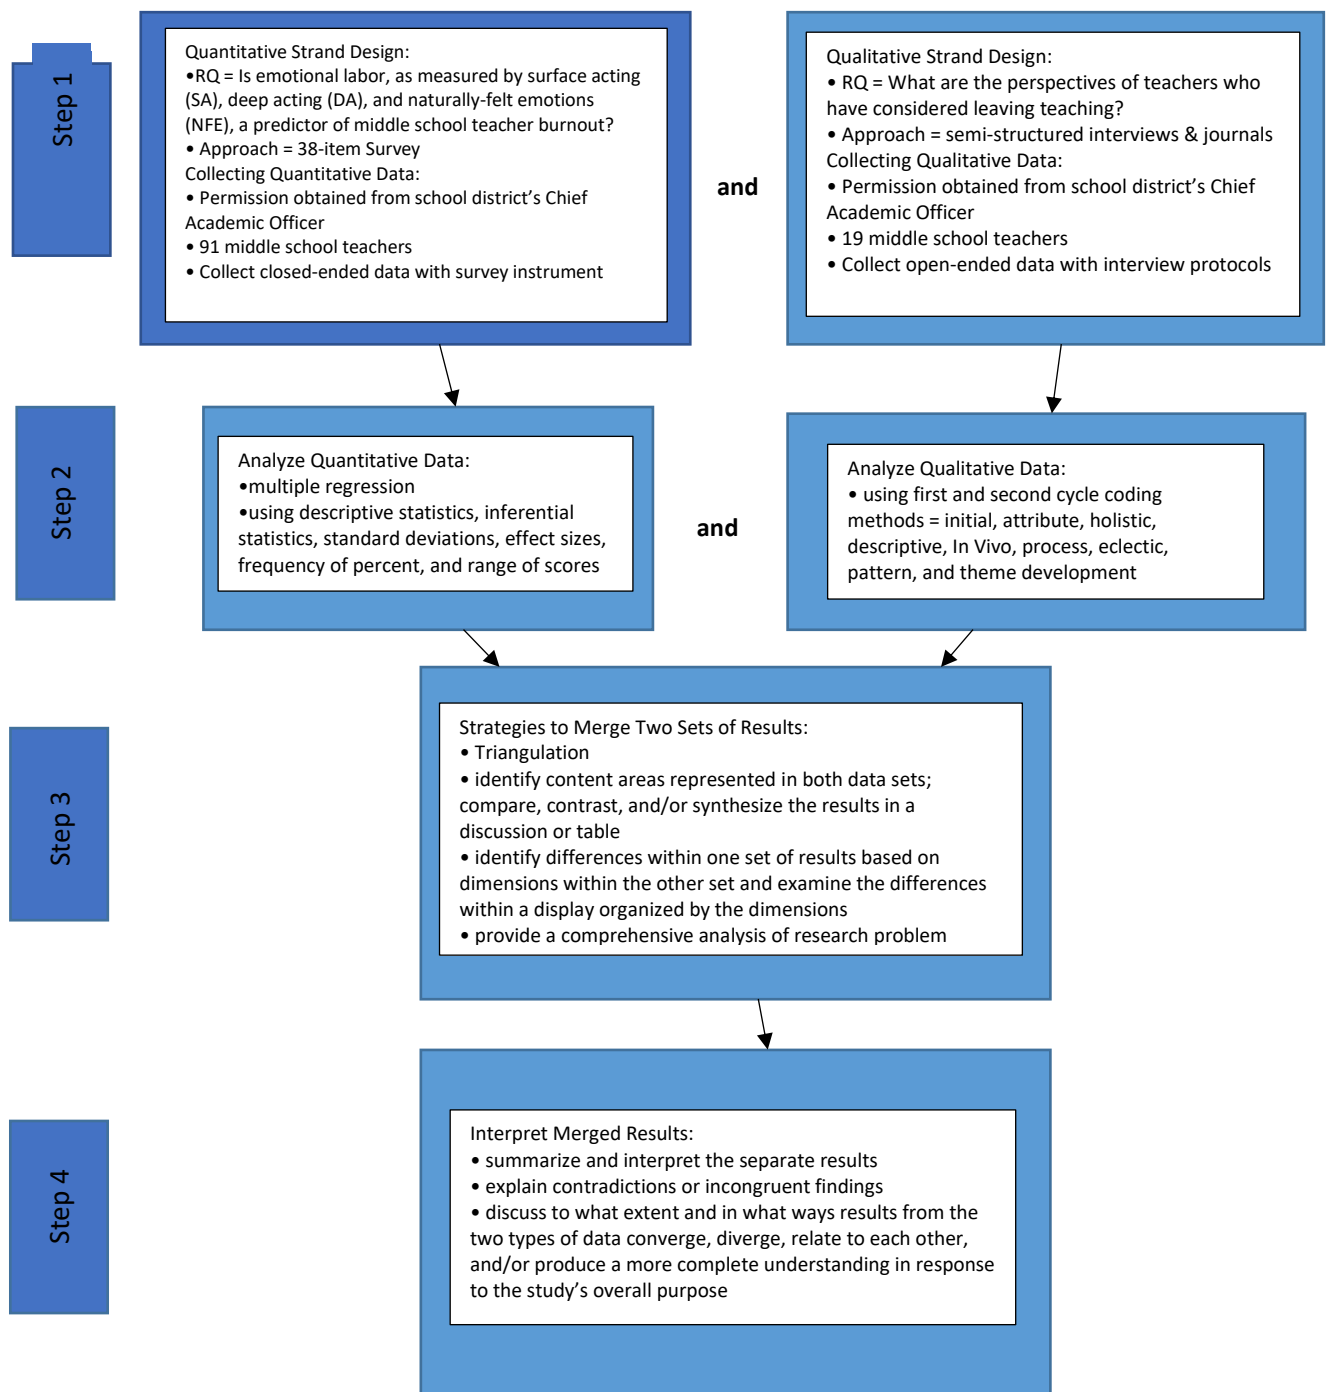 Step 1
Quantitative Strand Design:
•RQ = Is emotional labor, as measured by surface acting
(SA), deep acting (DA), and naturally-felt emotions
(NFE), a predictor of middle school teacher burnout?
• Approach = 38-item Survey
Collecting Quantitative Data:
• Permission obtained from school district’s Chief
Academic Officer
• 91 middle school teachers
• Collect closed-ended data with survey instrument
and
Qualitative Strand Design:
• RQ = What are the perspectives of teachers who
have considered leaving teaching?
• Approach = semi-structured interviews & journals
Collecting Qualitative Data:
• Permission obtained from school district’s Chief
Academic Officer
• 19 middle school teachers
• Collect open-ended data with interview protocols
Step 2
Analyze Quantitative Data:
•multiple regression
•using descriptive statistics, inferential
statistics, standard deviations, effect sizes,
frequency of percent, and range of scores
and
Analyze Qualitative Data:
• using first and second cycle coding
methods = initial, attribute, holistic,
descriptive, In Vivo, process, eclectic,
pattern, and theme development
Step 3
Strategies to Merge Two Sets of Results:
• Triangulation
• identify content areas represented in both data sets;
compare, contrast, and/or synthesize the results in a
discussion or table
• identify differences within one set of results based on
dimensions within the other set and examine the differences
within a display organized by the dimensions
• provide a comprehensive analysis of research problem
Step 4
Interpret Merged Results:
• summarize and interpret the separate results
• explain contradictions or incongruent findings
• discuss to what extent and in what ways results from the
two types of data converge, diverge, relate to each other,
and/or produce a more complete understanding in response
to the study’s overall purpose